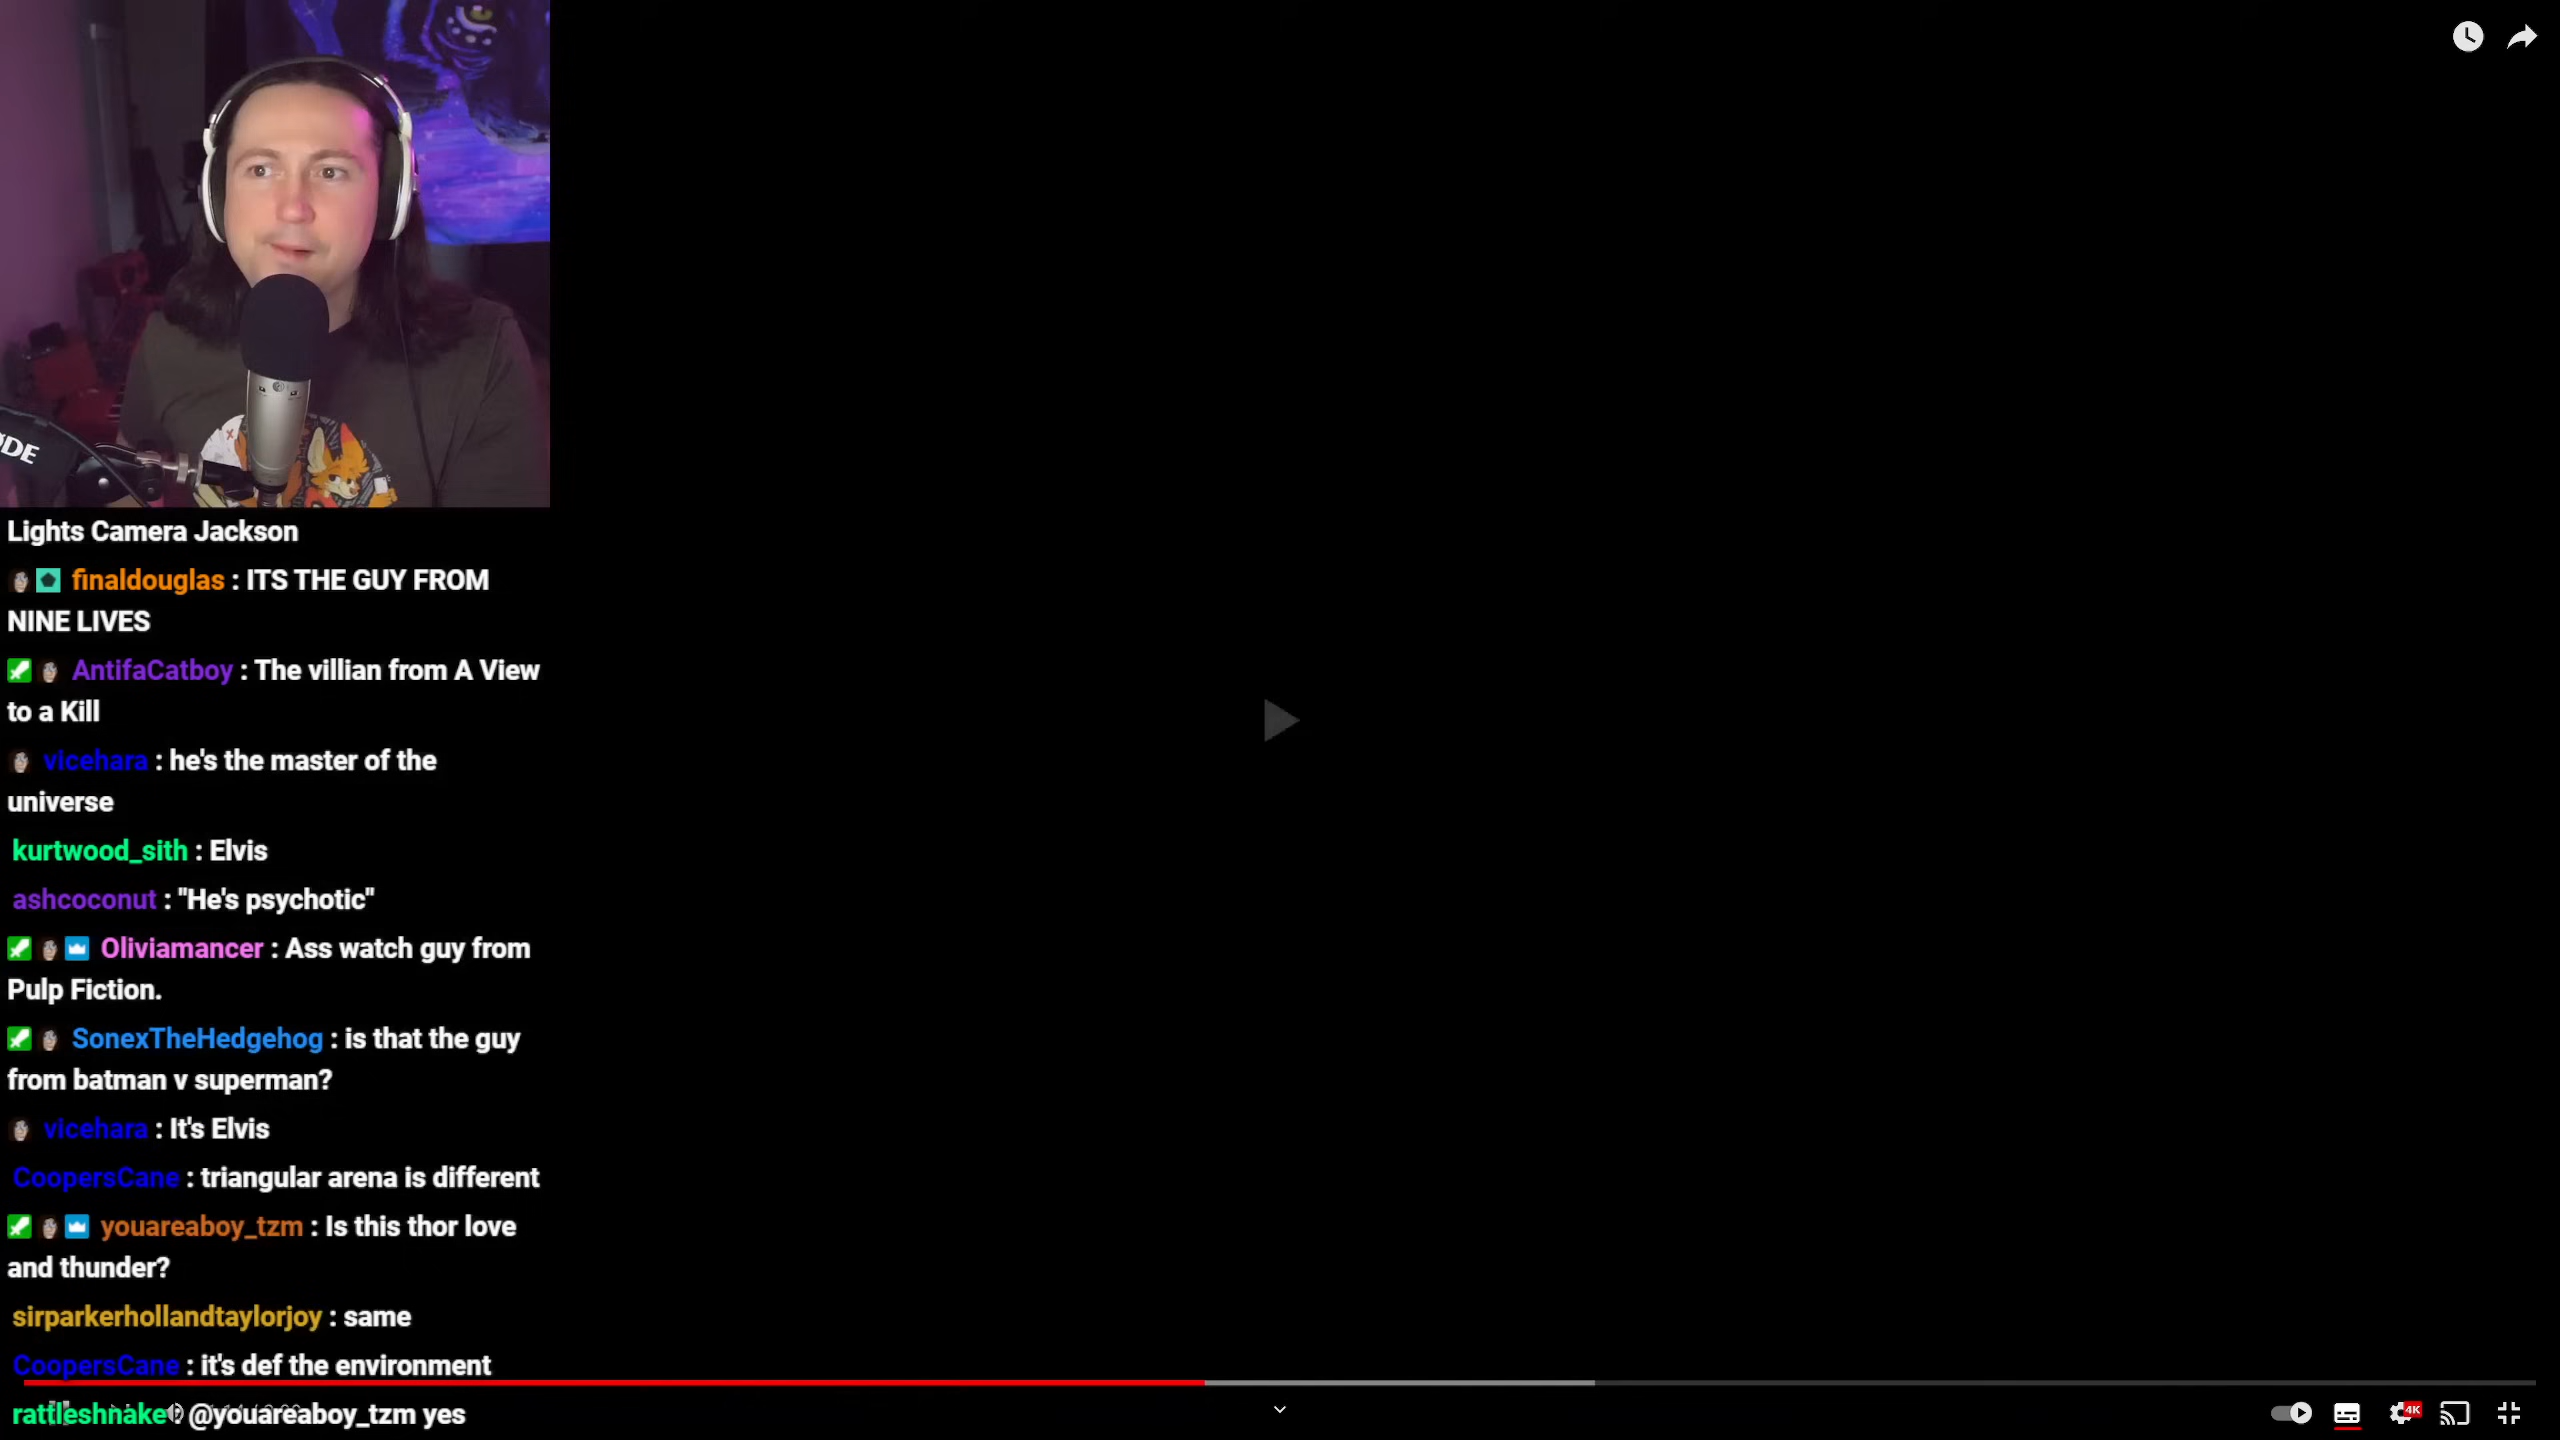 ØDE
Lights Camera Jackson
finaldouglas : ITS THE GUY FROM
NINE LIVES
AntifaCatboy : The villian from A View
to a Kill
vicehara : he's the master of the
universe
kurtwood_sith : Elvis
ashcoconut : "He's psychotic"
Oliviamancer : Ass watch guy from
Pulp Fiction.
SonexTheHedgehog : is that the guy
from batman v superman?
vicehara : It's Elvis
CoopersCane : triangular arena is different
youareaboy_tzm : Is this thor love
and thunder?
sirparkerhollandtaylorjoy : same
CoopersCane : it's def the environment
rattleshnake : @youareaboy_tzm yes
4K